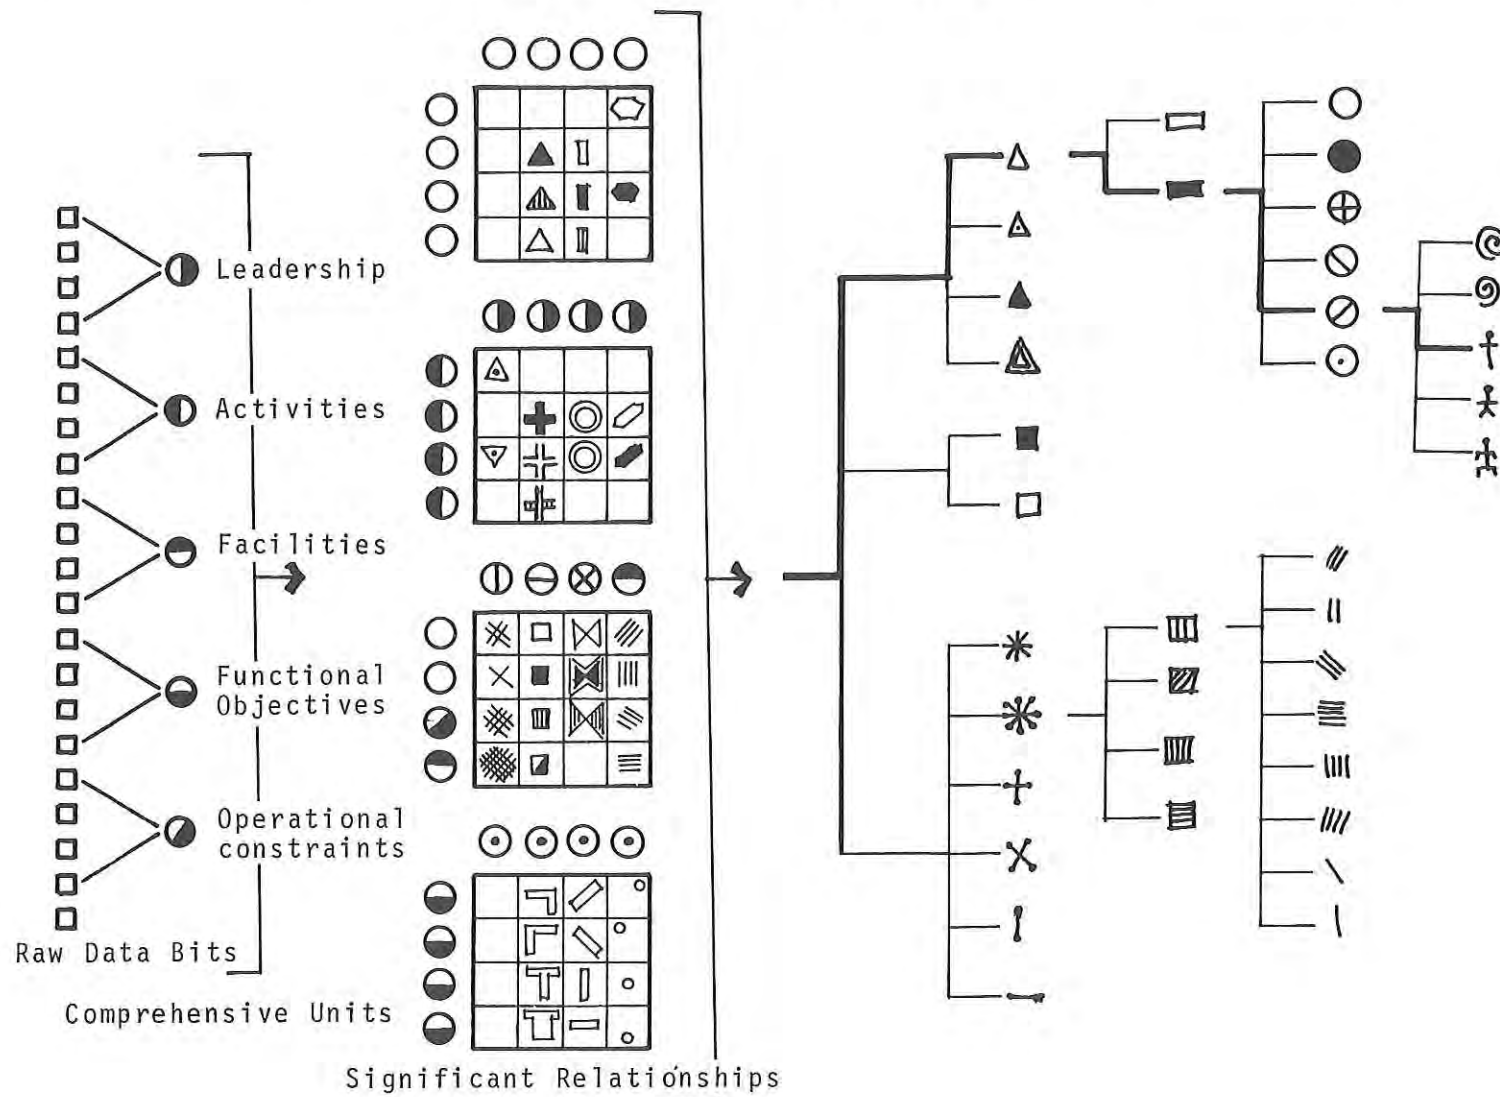 Leadership
Activities
Facilities
Functional
Objectives
Operational
constraints
Raw Data Bits
Comprehensive Units
Significant Relationships